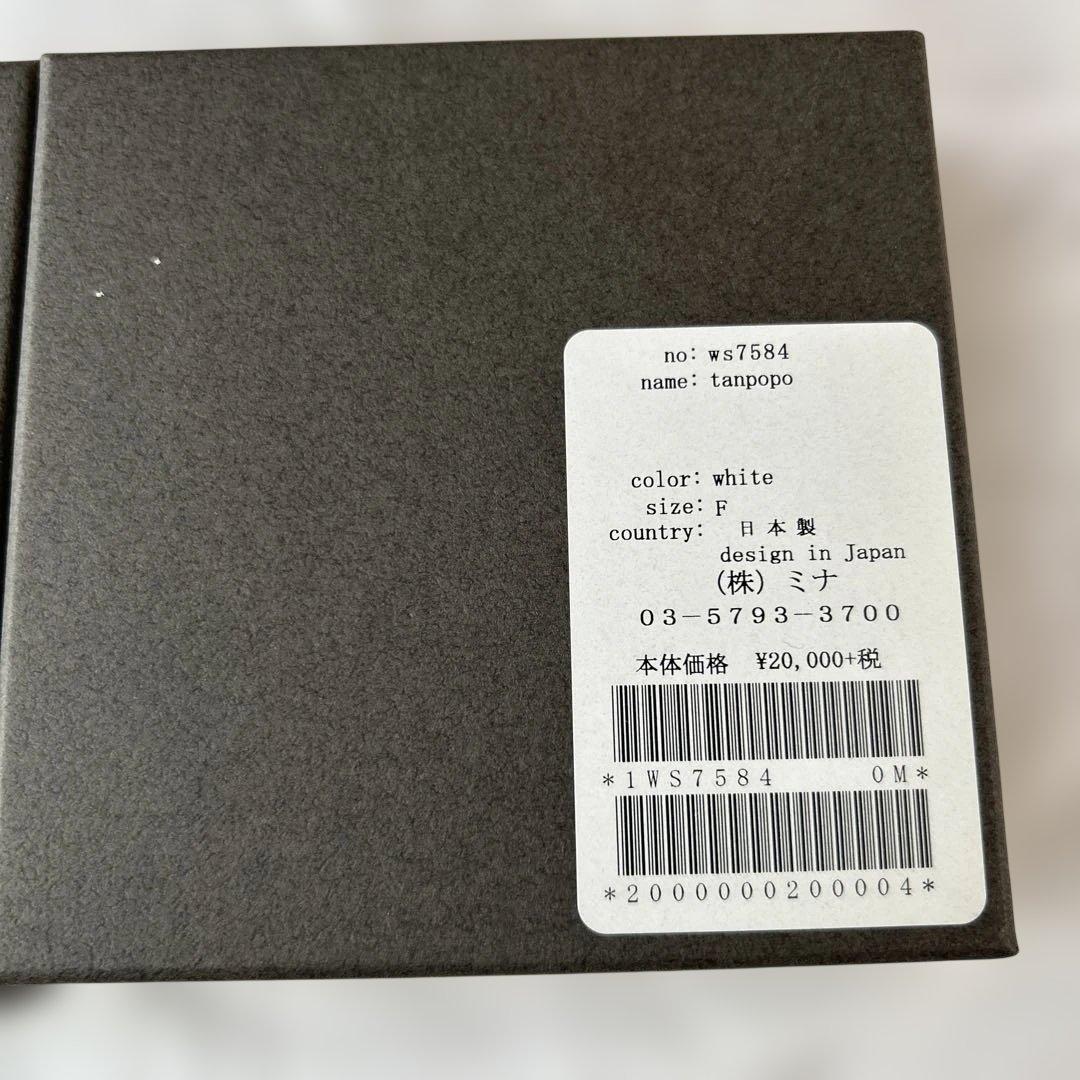 no: ws7584
name: tanpopo
color: white
size: F
country: 日本製
design in Japan
(株) ミナ
03-5793-3700
本体価格 ¥20,000+税
*1WS7584 0M*
*2000000200004*